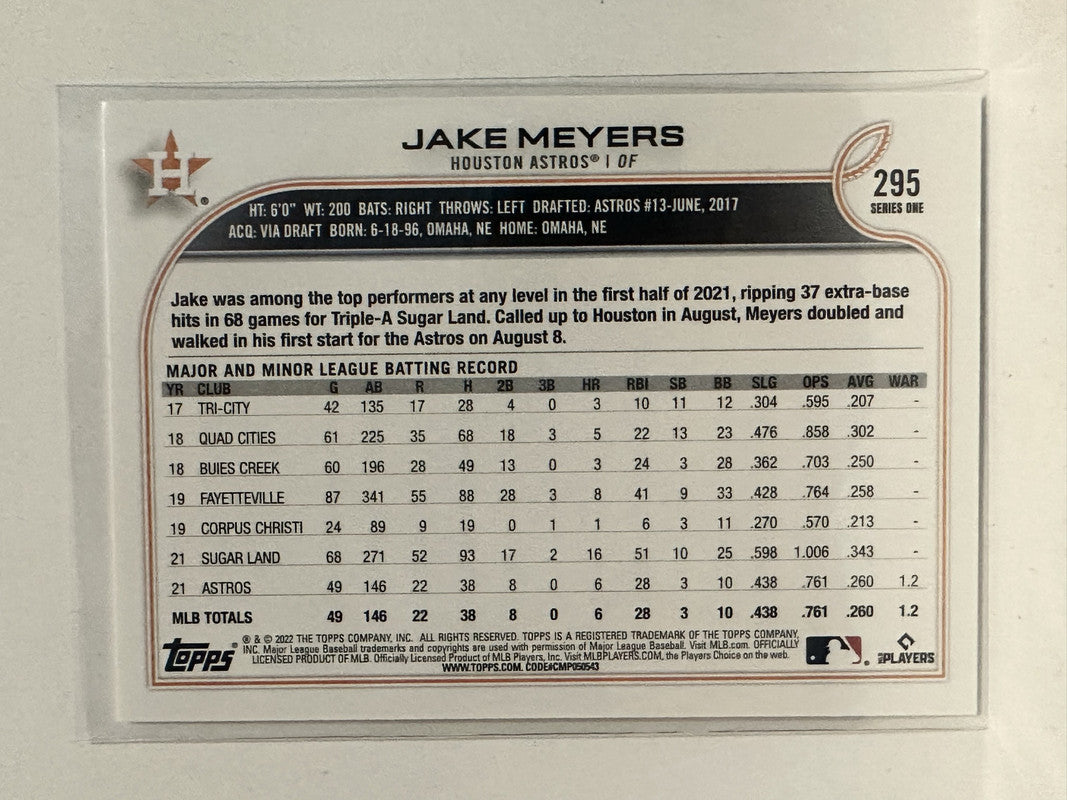 H
JAKE MEYERS
HOUSTON ASTROS® | OF
295
SERIES ONE
HT: 6'0" WT: 200 BATS: RIGHT THROWS: LEFT DRAFTED: ASTROS #13-JUNE, 2017
ACQ: VIA DRAFT BORN: 6-18-96, OMAHA, NE HOME: OMAHA, NE
Jake was among the top performers at any level in the first half of 2021, ripping 37 extra-base
hits in 68 games for Triple-A Sugar Land. Called up to Houston in August, Meyers doubled and
walked in his first start for the Astros on August 8.
MAJOR AND MINOR LEAGUE BATTING RECORD
YR CLUB G AB R H 2B 3B HR RBI SB BB SLG OPS AVG WAR
17 TRI-CITY 42 135 17 28 4 0 3 10 11 12 .304 .595 .207 -
18 QUAD CITIES 61 225 35 68 18 3 5 22 13 23 .476 .858 .302 -
18 BUIES CREEK 60 196 28 49 13 0 3 24 3 28 .362 .703 .250 -
19 FAYETTEVILLE 87 341 55 88 28 3 8 41 9 33 .428 .764 .258 -
19 CORPUS CHRISTI 24 89 9 19 0 1 1 6 3 11 .270 .570 .213 -
21 SUGAR LAND 68 271 52 93 17 2 16 51 10 25 .598 1.006 .343 -
21 ASTROS 49 146 22 38 8 0 6 28 3 10 .438 .761 .260 1.2
MLB TOTALS 49 146 22 38 8 0 6 28 3 10 .438 .761 .260 1.2
Topps
® & © 2022 THE TOPPS COMPANY, INC. ALL RIGHTS RESERVED. TOPPS IS A REGISTERED TRADEMARK OF THE TOPPS COMPANY,
INC. Major League Baseball trademarks and copyrights are used with permission of Major League Baseball. Visit MLB.com. OFFICIALLY
LICENSED PRODUCT OF MLB. Officially Licensed Product of MLB Players, Inc. Visit MLBPLAYERS.COM, the Players Choice on the web.
WWW.TOPPS.COM. CODE#CMP050543
MLBPLAYERS